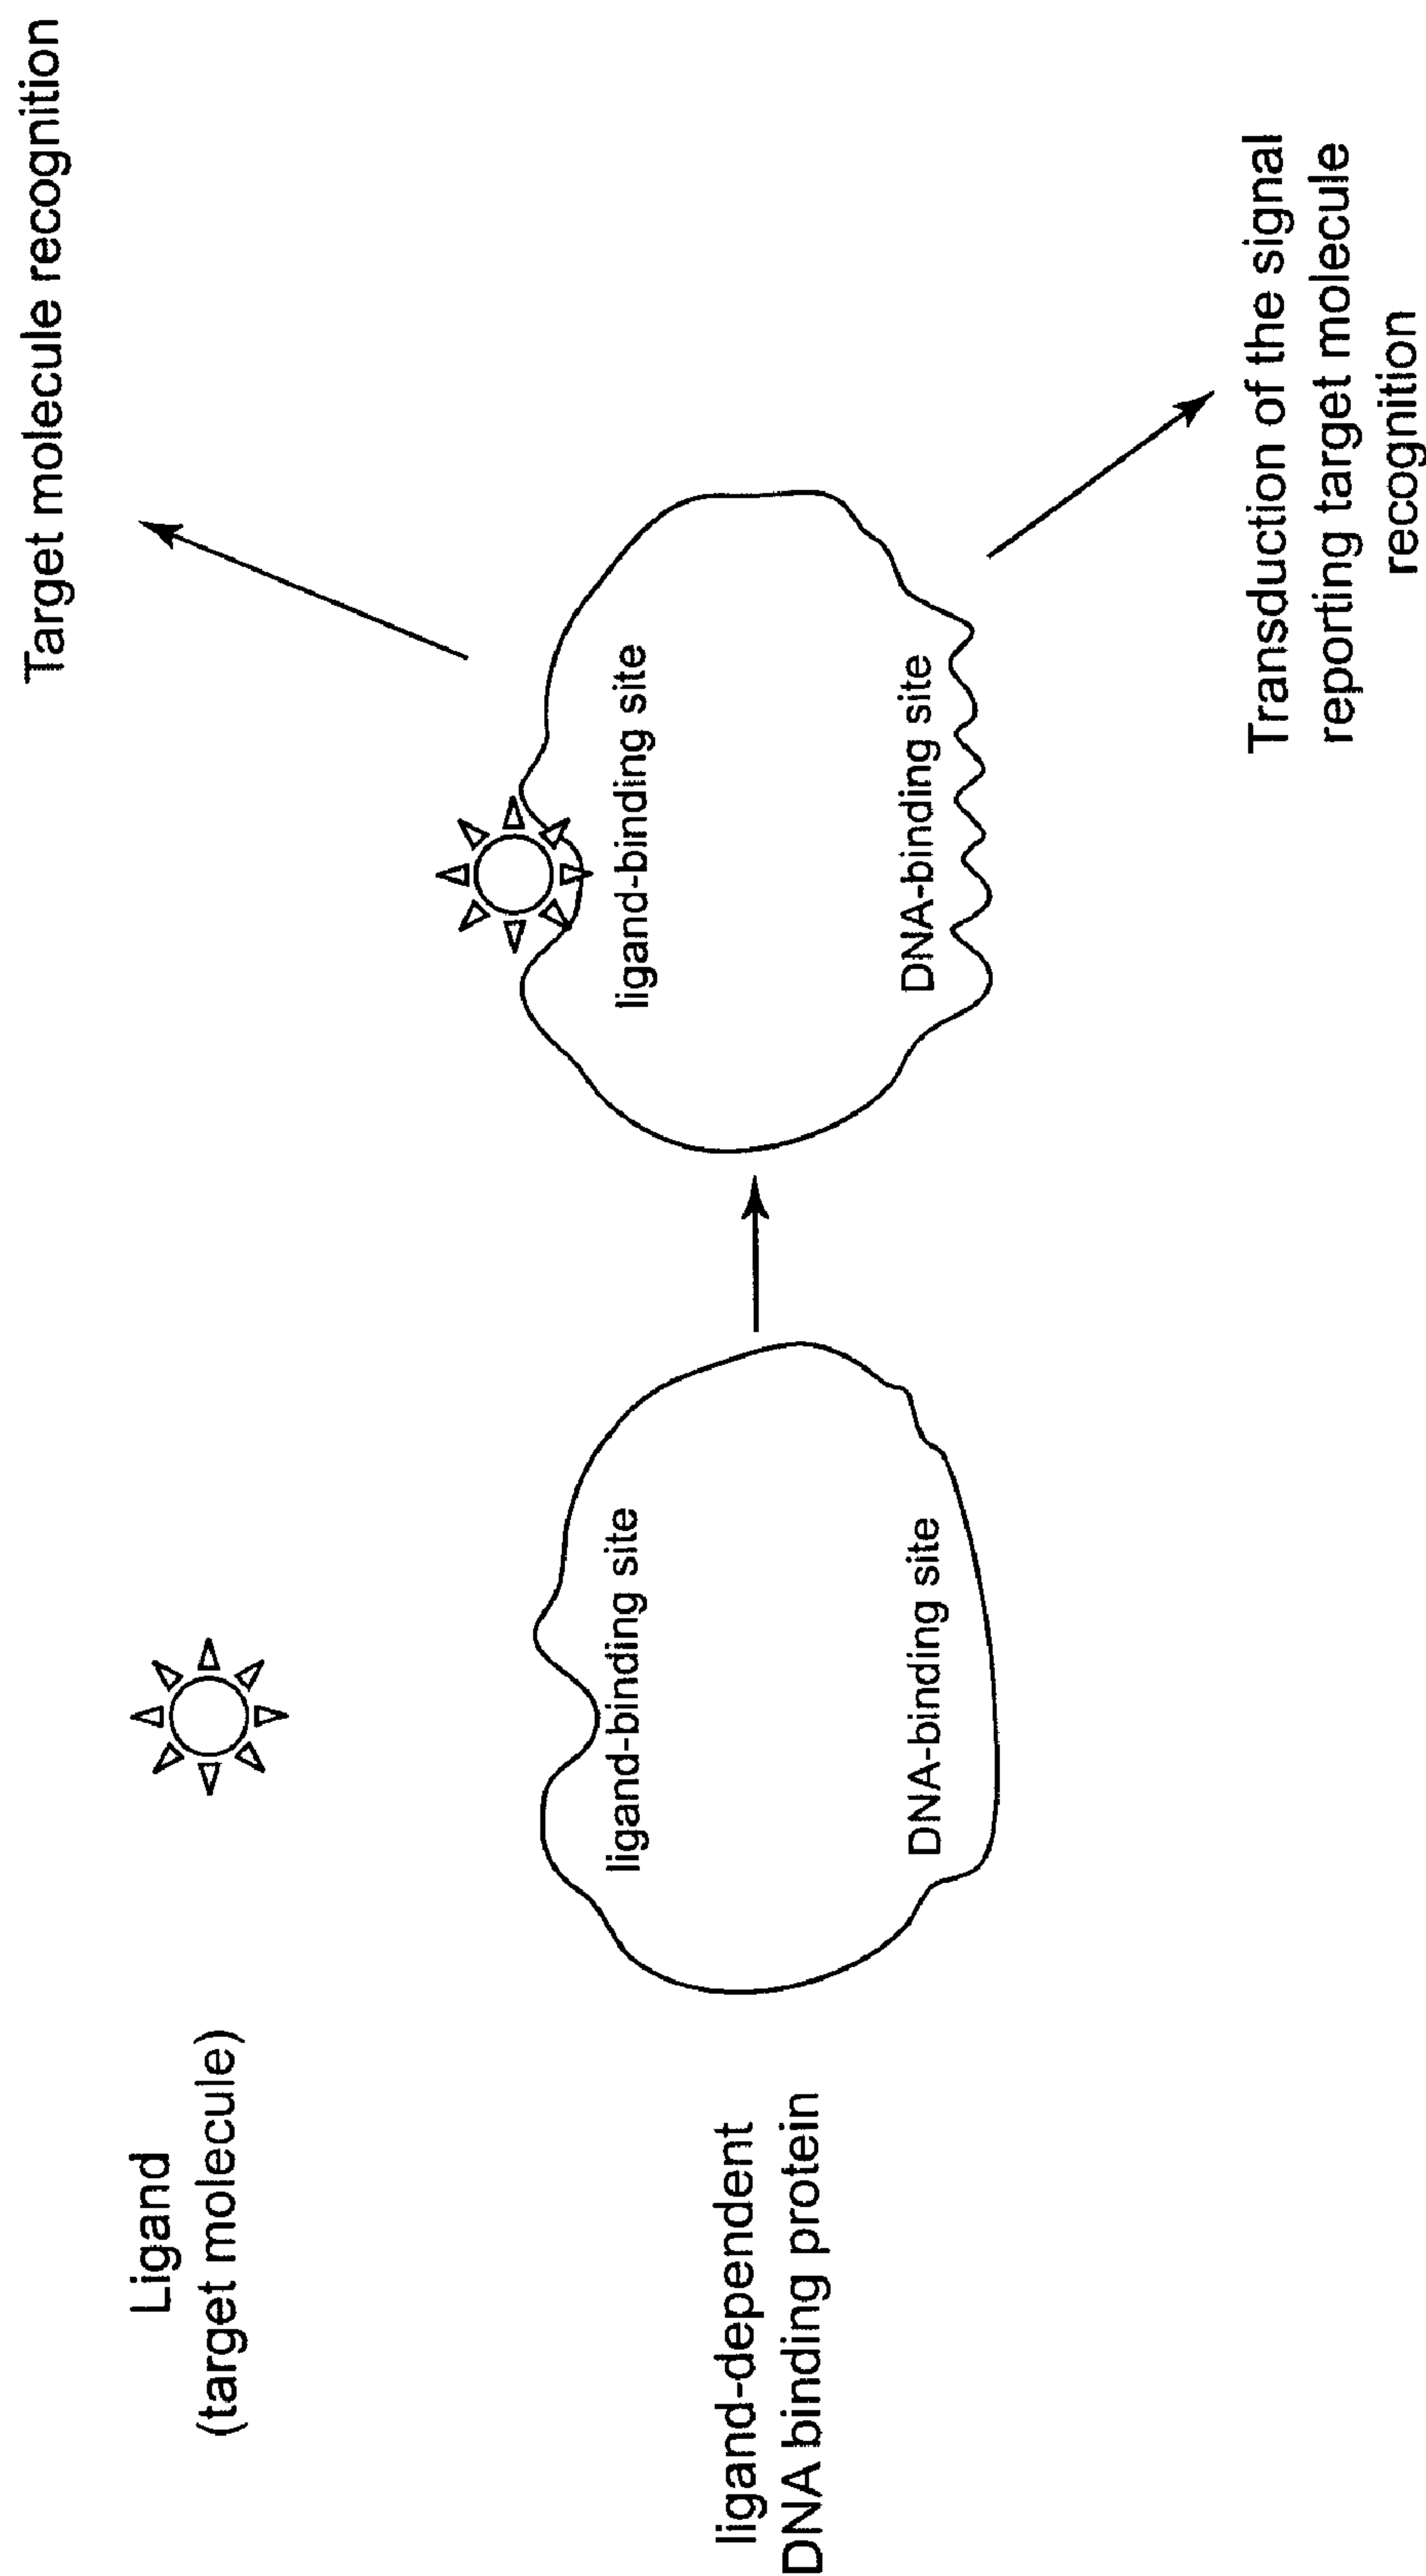 Ligand
(target molecule)
ligand-dependent
DNA binding protein
ligand-binding site
DNA-binding site
ligand-binding site
DNA-binding site
Target molecule recognition
Transduction of the signal
reporting target molecule
recognition